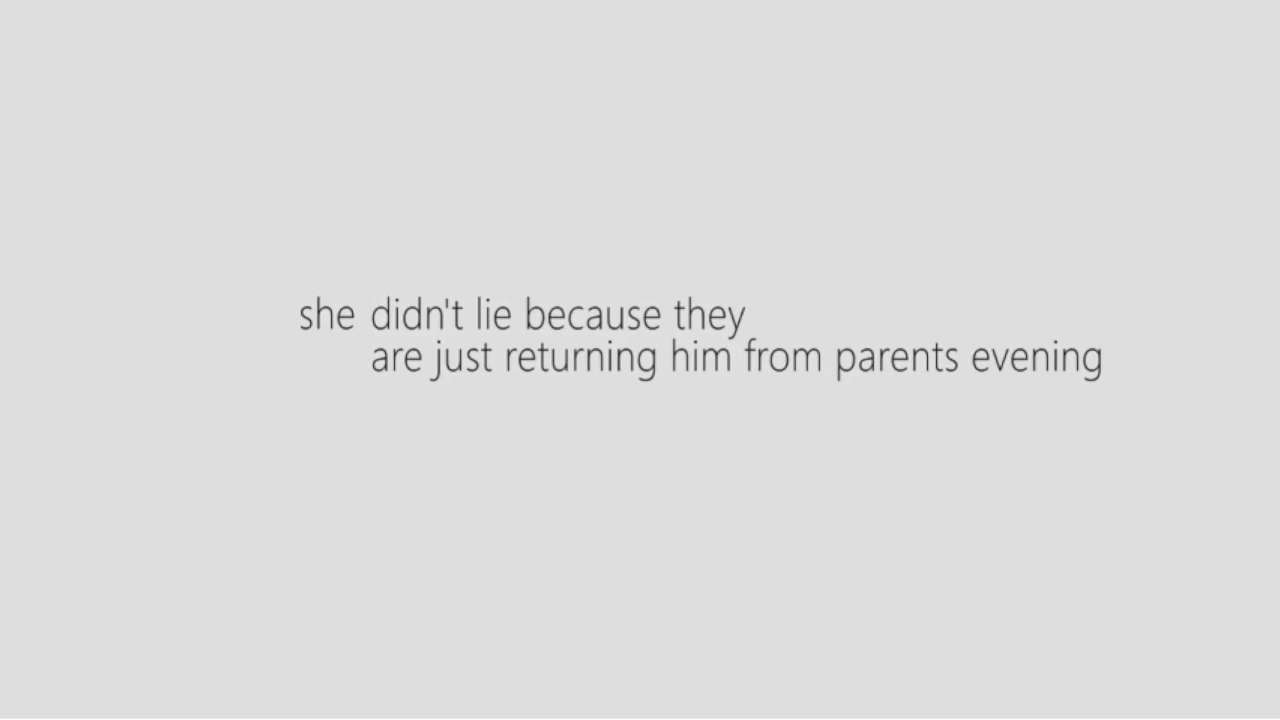 she didn't lie because they
are just returning him from parents evening